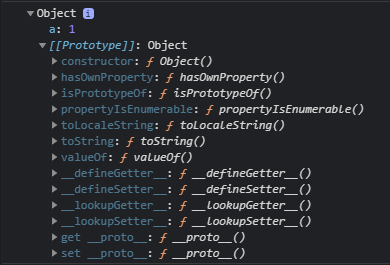 Object i
a: 1
[[Prototype]]: Object
constructor: ƒ Object()
hasOwnProperty: ƒ hasOwnProperty()
isPrototypeOf: ƒ isPrototypeOf()
propertyIsEnumerable: ƒ propertyIsEnumerable()
toLocaleString: ƒ toLocaleString()
toString: ƒ toString()
valueOf: ƒ valueOf()
__defineGetter__: ƒ __defineGetter__()
__defineSetter__: ƒ __defineSetter__()
__lookupGetter__: ƒ __lookupGetter__()
__lookupSetter__: ƒ __lookupSetter__()
get __proto__: ƒ __proto__()
set __proto__: ƒ __proto__()